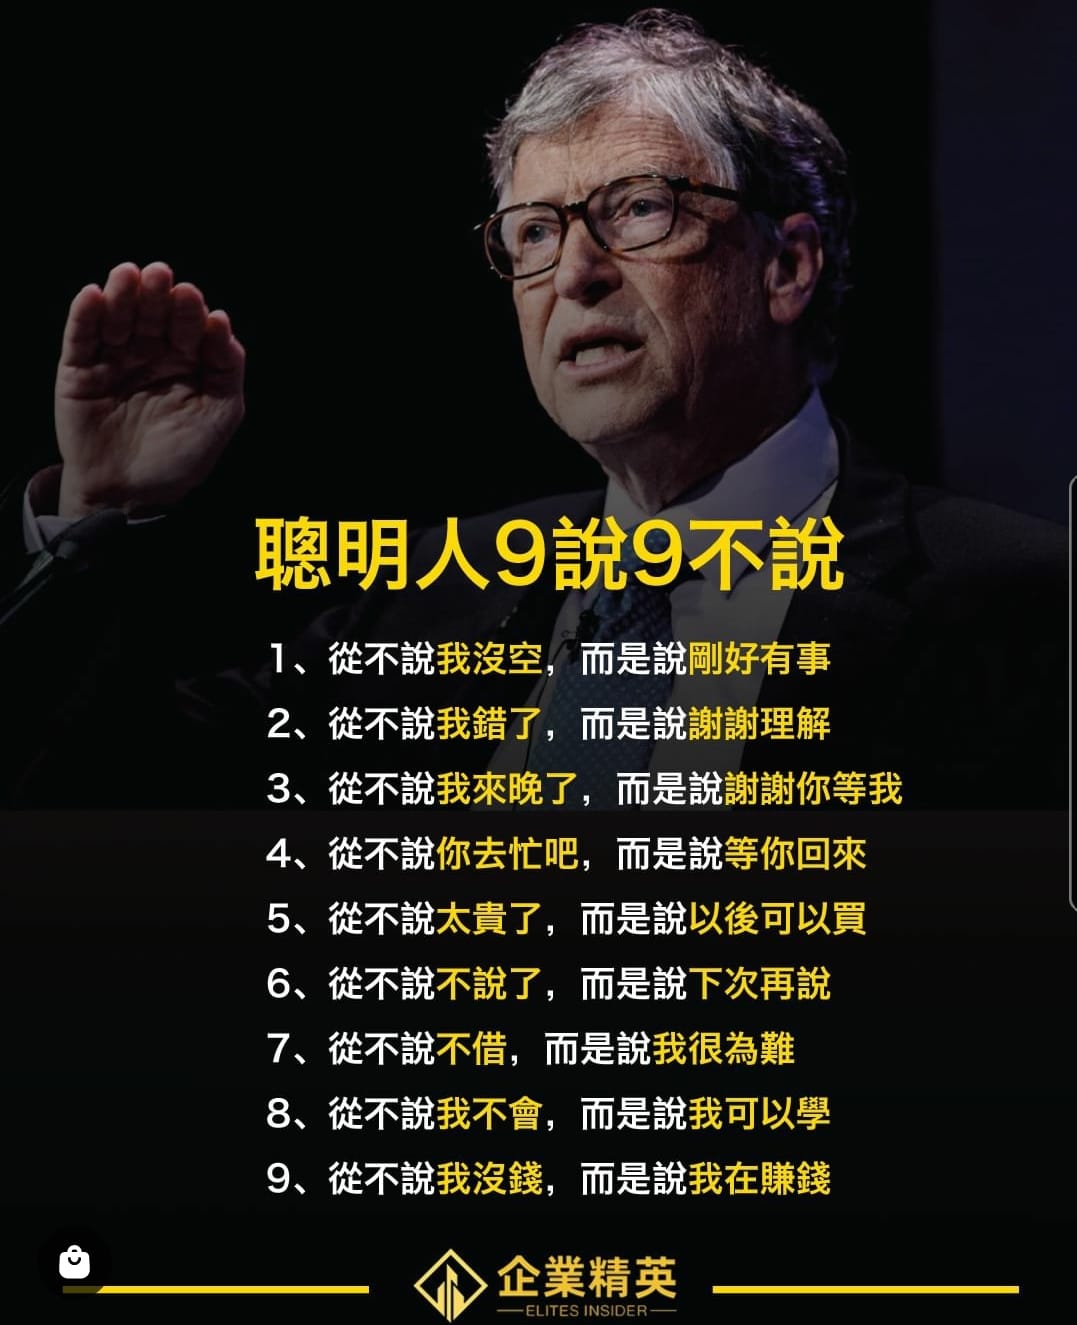 聰明人9說9不說
1、從不說我沒空，而是說剛好有事
2、從不說我錯了，而是說謝謝理解
3、從不說我來晚了，而是說謝謝你等我
4、從不說你去忙吧，而是說等你回來
5、從不說太貴了，而是說以後可以買
6、從不說不說了，而是說下次再說
7、從不說不借，而是說我很為難
8、從不說我不會，而是說我可以學
9、從不說我沒錢，而是說我在賺錢
企業精英
ELITES INSIDER